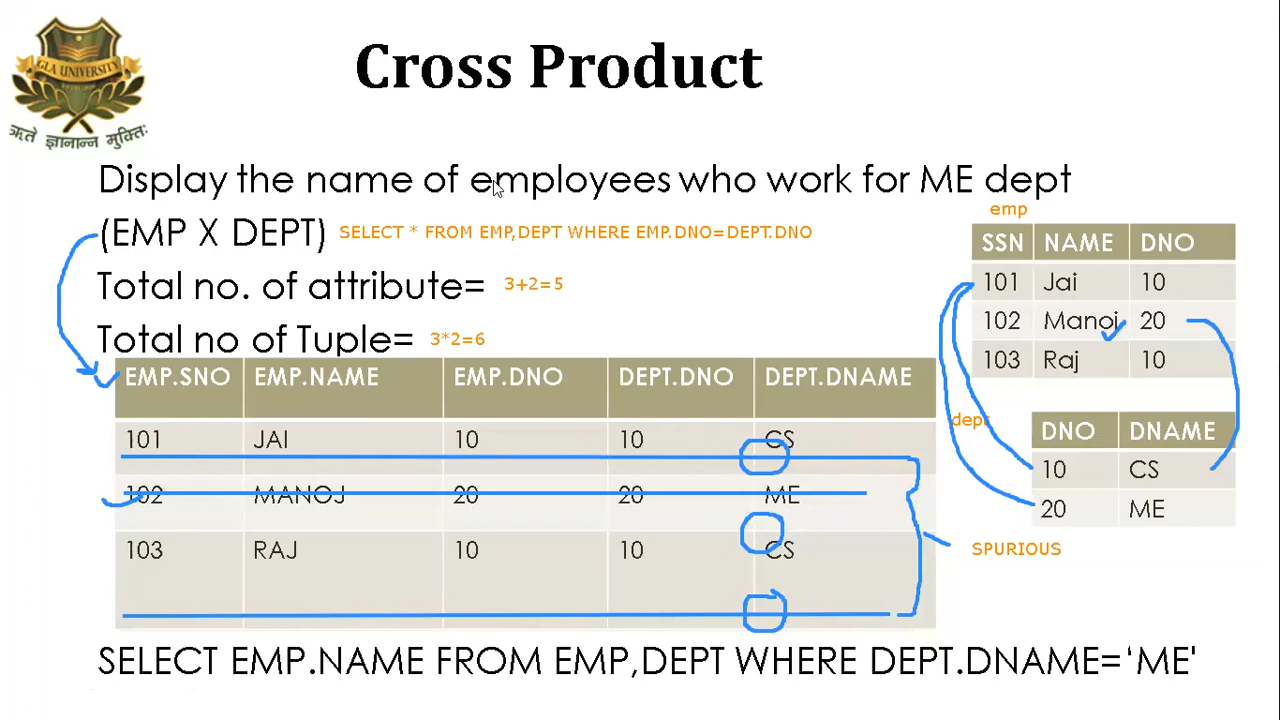 Cross Product
GLA UNIVERSITY
ऋते ज्ञानान्न मुक्तिः
Display the name of employees who work for ME dept
(EMP X DEPT) SELECT * FROM EMP,DEPT WHERE EMP.DNO=DEPT.DNO
Total no. of attribute= 3+2=5
Total no of Tuple= 3*2=6
EMP.SNO EMP.NAME EMP.DNO DEPT.DNO DEPT.DNAME
101 JAI 10 10 CS
102 MANOJ 20 20 ME
103 RAJ 10 10 CS
emp
SSN NAME DNO
101 Jai 10
102 Manoj 20
103 Raj 10
dept
DNO DNAME
10 CS
20 ME
SPURIOUS
SELECT EMP.NAME FROM EMP,DEPT WHERE DEPT.DNAME=‘ME'